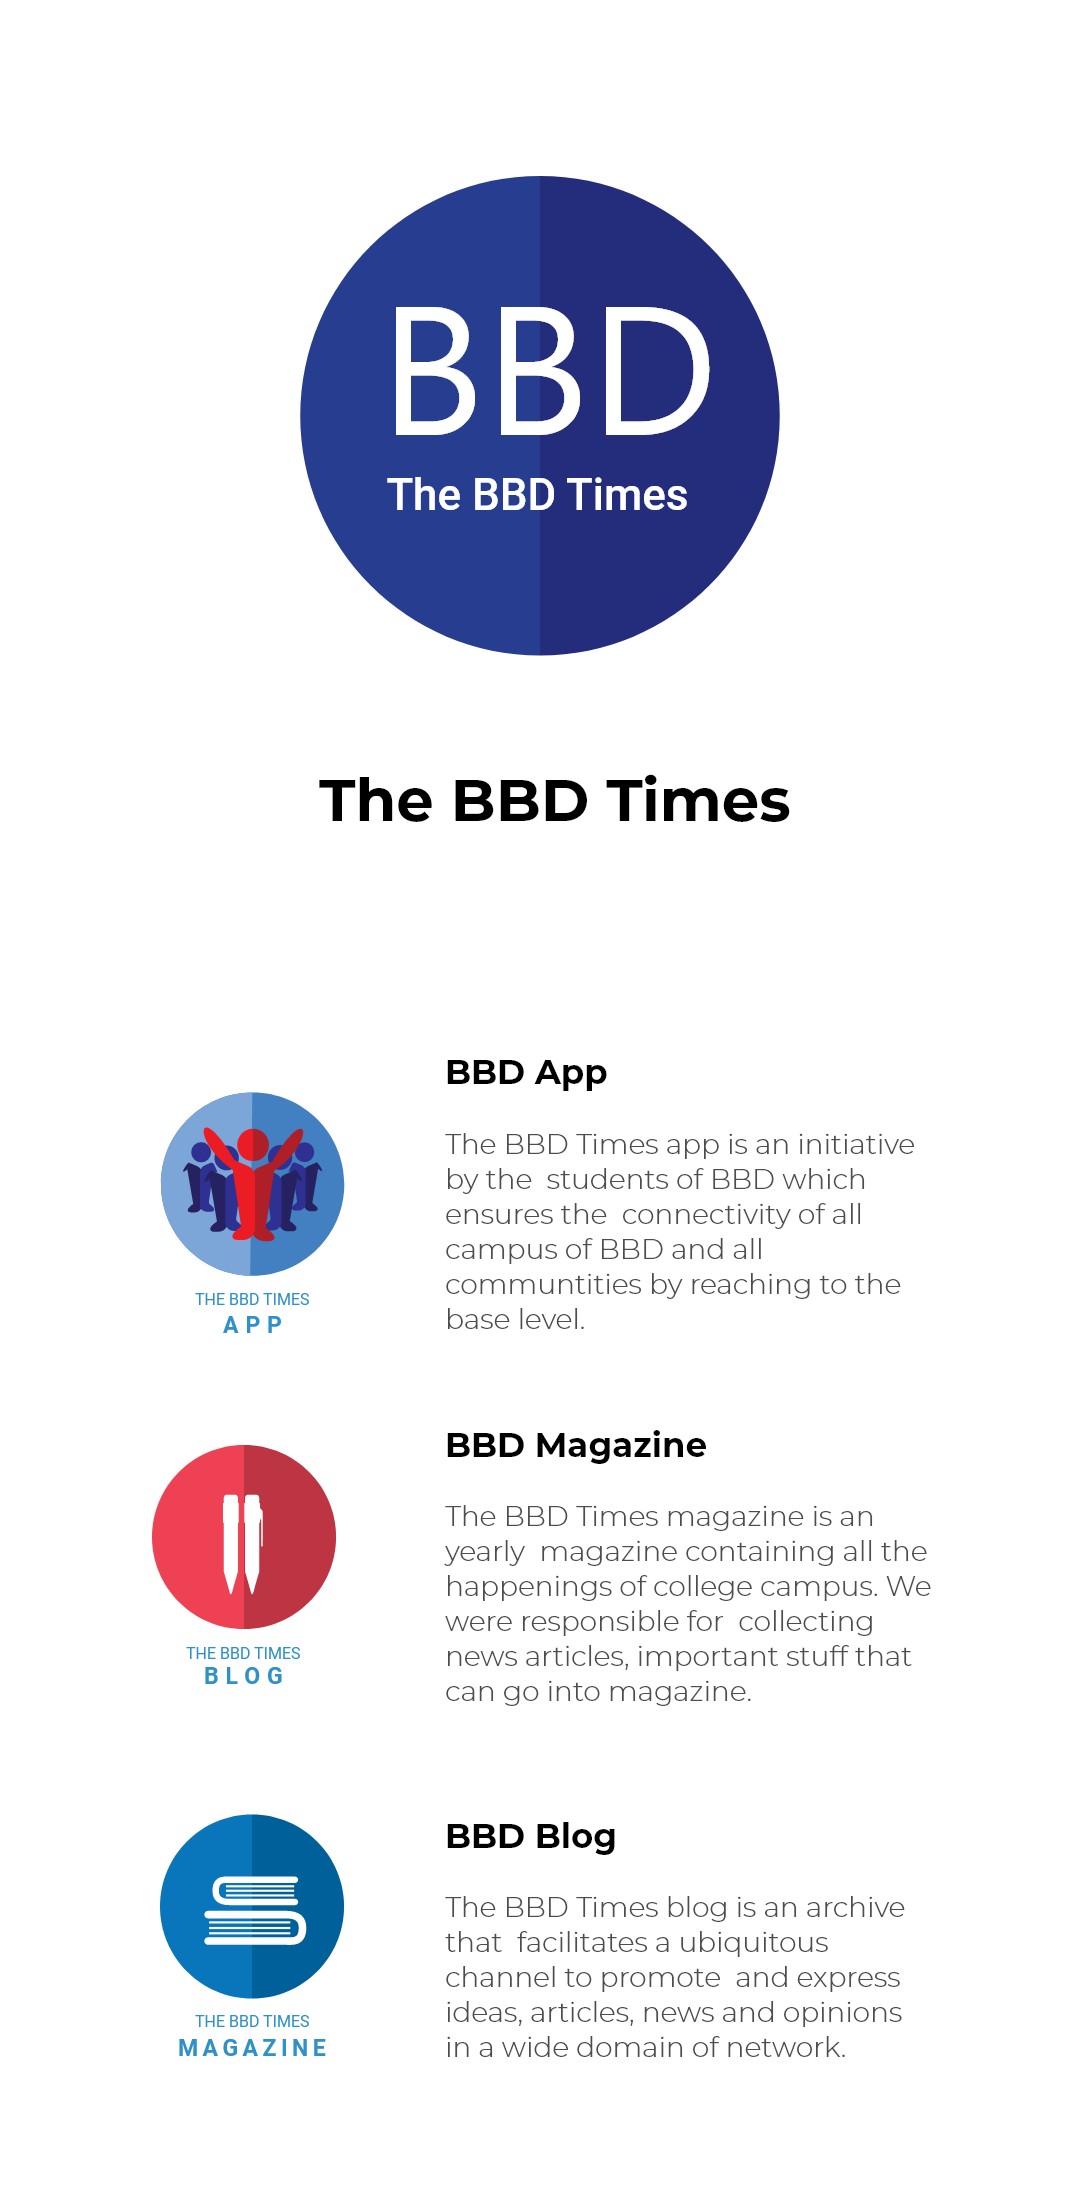 BBD
The BBD Times
The BBD Times
BBD App
The BBD Times app is an initiative
by the  students of BBD which
ensures the  connectivity of all
campus of BBD and all
communtities by reaching to the
base level.
THE BBD TIMES
APP
BBD Magazine
The BBD Times magazine is an
yearly  magazine containing all the
happenings of college campus. We
were responsible for  collecting
news articles, important stuff that
can go into magazine.
THE BBD TIMES
BLOG
BBD Blog
The BBD Times blog is an archive
that  facilitates a ubiquitous
channel to promote  and express
ideas, articles, news and opinions
in a wide domain of network.
THE BBD TIMES
MAGAZINE